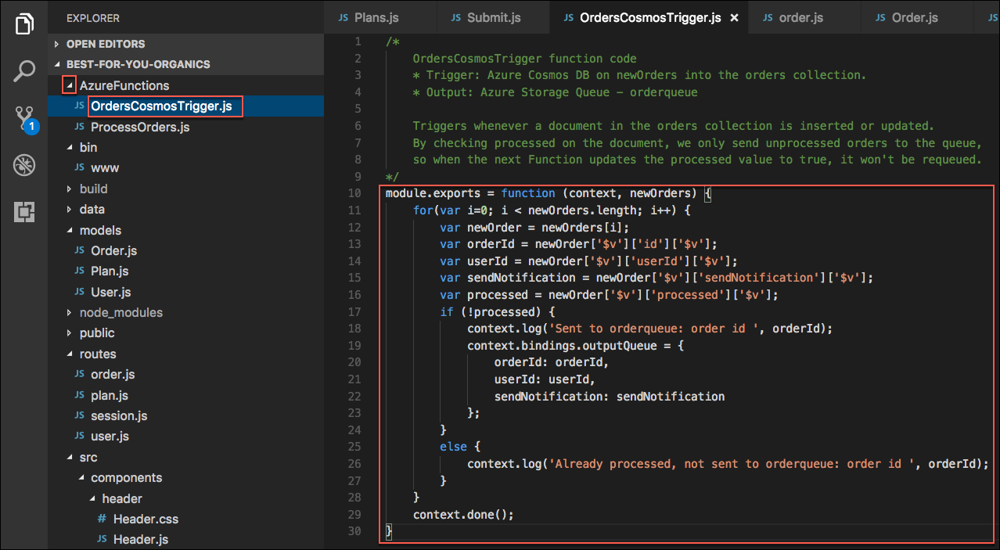 EXPLORER
OPEN EDITORS
BEST-FOR-YOU-ORGANICS
AzureFunctions
JS OrdersCosmosTrigger.js
JS ProcessOrders.js
bin
JS www
build
data
models
JS Order.js
JS Plan.js
JS User.js
node_modules
public
routes
JS order.js
JS plan.js
JS session.js
JS user.js
src
components
header
# Header.css
JS Header.js
1
JS Plans.js JS Submit.js JS OrdersCosmosTrigger.js × JS order.js JS Order.js JS
1 /*
2 OrdersCosmosTrigger function code
3 * Trigger: Azure Cosmos DB on newOrders into the orders collection.
4 * Output: Azure Storage Queue - orderqueue
5
6 Triggers whenever a document in the orders collection is inserted or updated.
7 By checking processed on the document, we only send unprocessed orders to the queue,
8 so when the next Function updates the processed value to true, it won't be requeued.
9 */
10 module.exports = function (context, newOrders) {
11 for(var i=0; i < newOrders.length; i++) {
12 var newOrder = newOrders[i];
13 var orderId = newOrder['$v']['id']['$v'];
14 var userId = newOrder['$v']['userId']['$v'];
15 var sendNotification = newOrder['$v']['sendNotification']['$v'];
16 var processed = newOrder['$v']['processed']['$v'];
17 if (!processed) {
18 context.log('Sent to orderqueue: order id ', orderId);
19 context.bindings.outputQueue = {
20 orderId: orderId,
21 userId: userId,
22 sendNotification: sendNotification
23 };
24 }
25 else {
26 context.log('Already processed, not sent to orderqueue: order id ', orderId);
27 }
28 }
29 context.done();
30 }